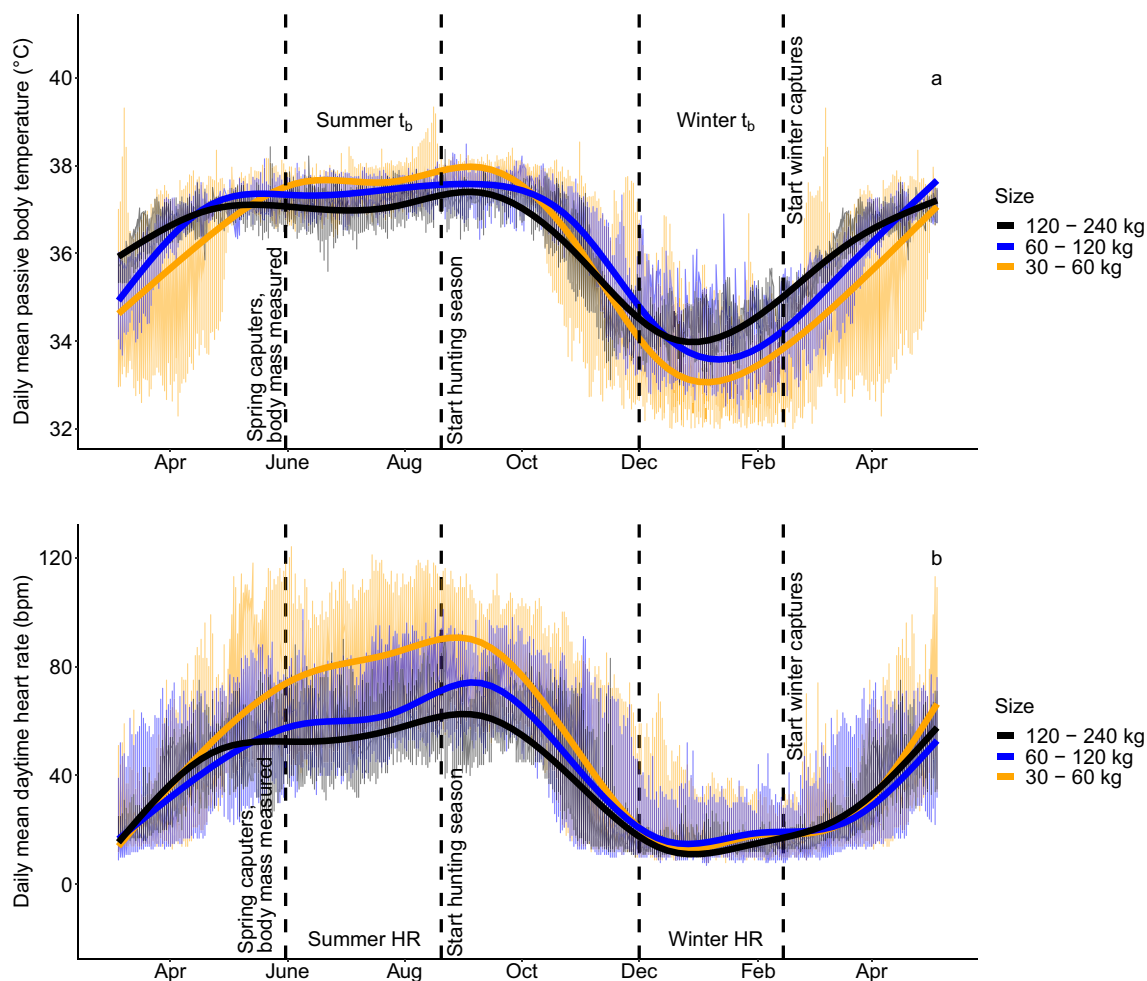 a
Daily mean passive body temperature (°C)
40
38
36
34
32
Spring caputers,
body mass measured
Summer tb
Start hunting season
Winter tb
Start winter captures
Apr
June
Aug
Oct
Dec
Feb
Apr
Size
120 – 240 kg
60 – 120 kg
30 – 60 kg
b
Daily mean daytime heart rate (bpm)
120
80
40
0
Spring caputers,
body mass measured
Summer HR
Start hunting season
Winter HR
Start winter captures
Apr
June
Aug
Oct
Dec
Feb
Apr
Size
120 – 240 kg
60 – 120 kg
30 – 60 kg